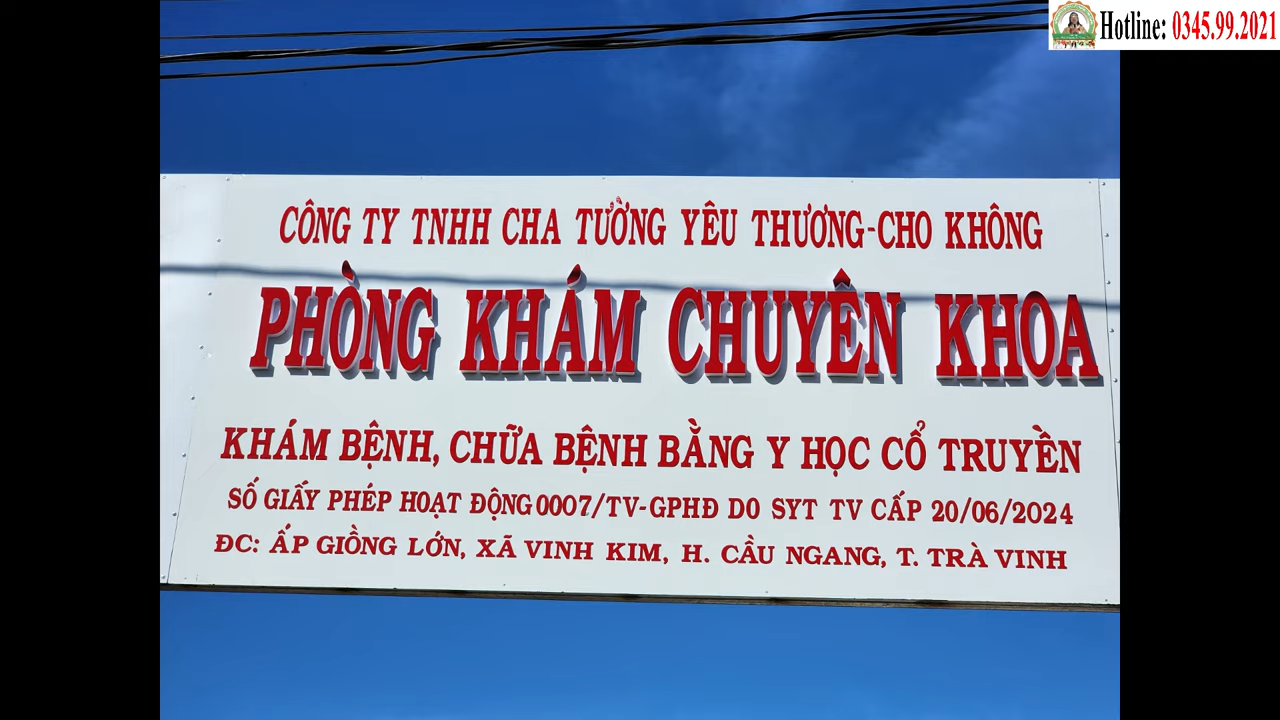 Hotline: 0345.99.2021
CÔNG TY TNHH CHA TƯỜNG YÊU THƯƠNG-CHO KHÔNG
PHÒNG KHÁM CHUYÊN KHOA
KHÁM BỆNH, CHỮA BỆNH BẰNG Y HỌC CỔ TRUYỀN
SỐ GIẤY PHÉP HOẠT ĐỘNG 0007/TV-GPHĐ DO SYT TV CẤP 20/06/2024
ĐC: ẤP GIỒNG LỚN, XÃ VINH KIM, H. CẦU NGANG, T. TRÀ VINH